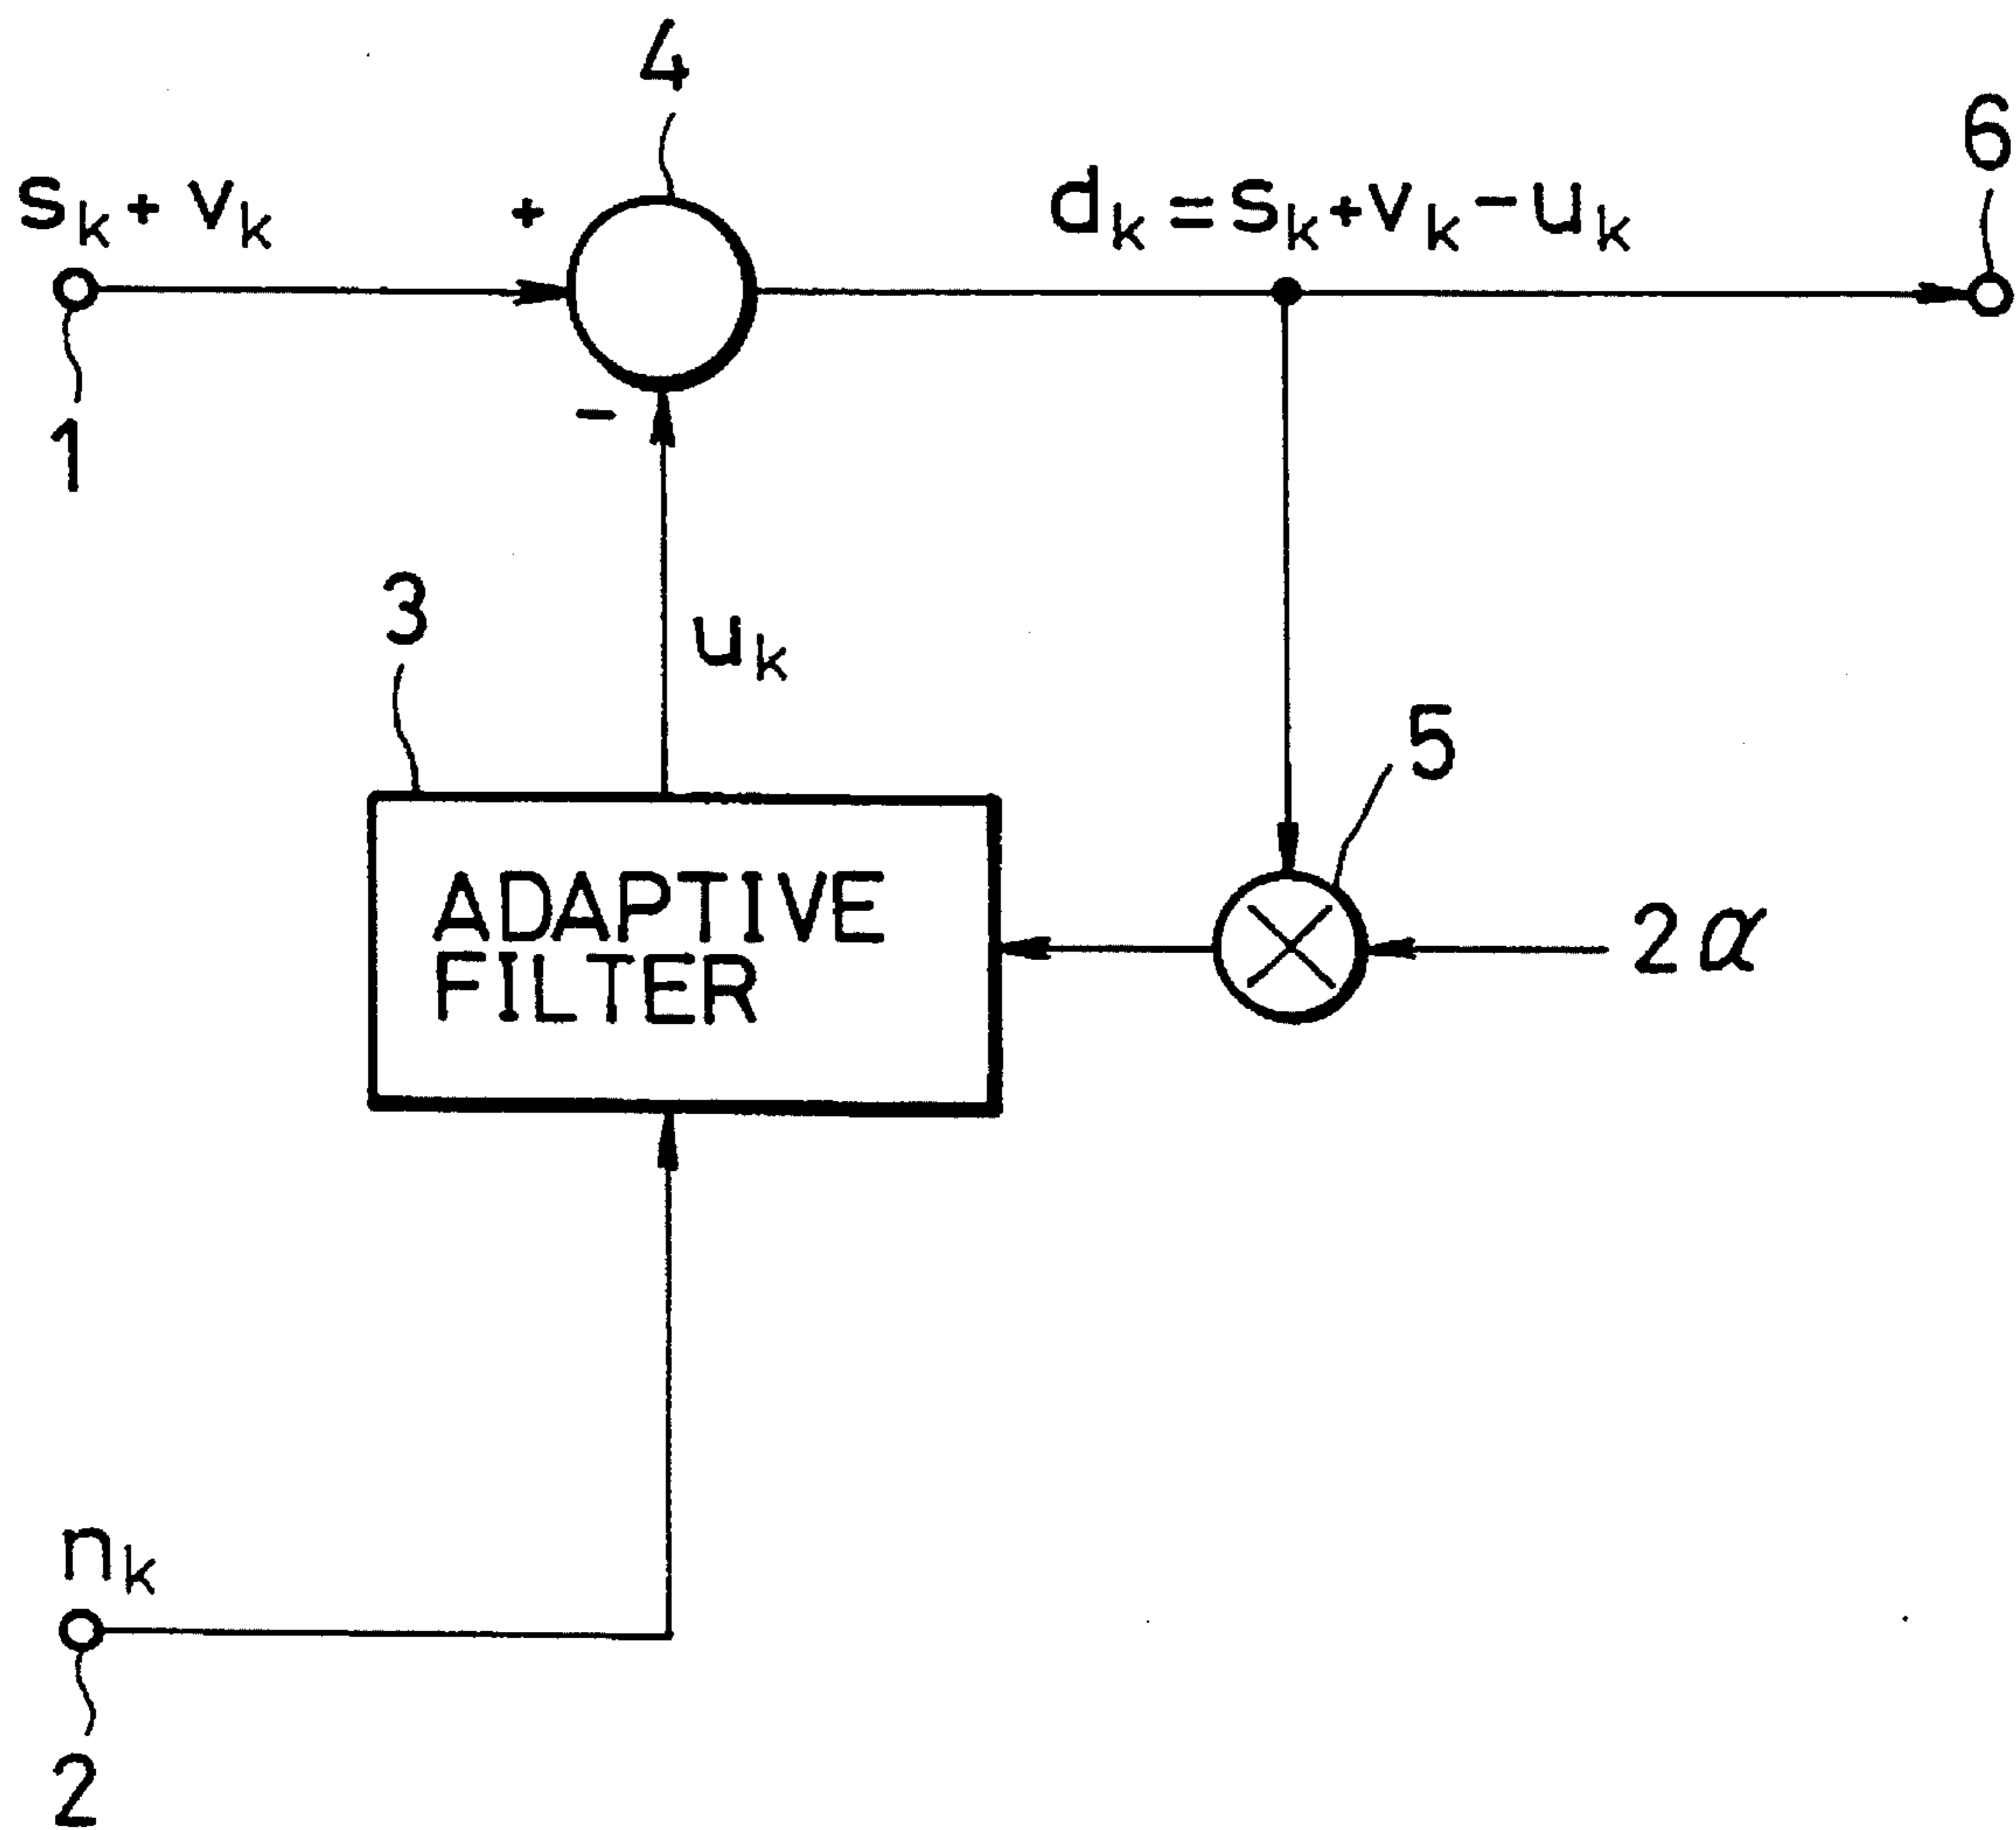 4
6
s_k + v_k
+
d_k = s_k + v_k - u_k
-
1
3
u_k
5
ADAPTIVE
FILTER
2α
n_k
2